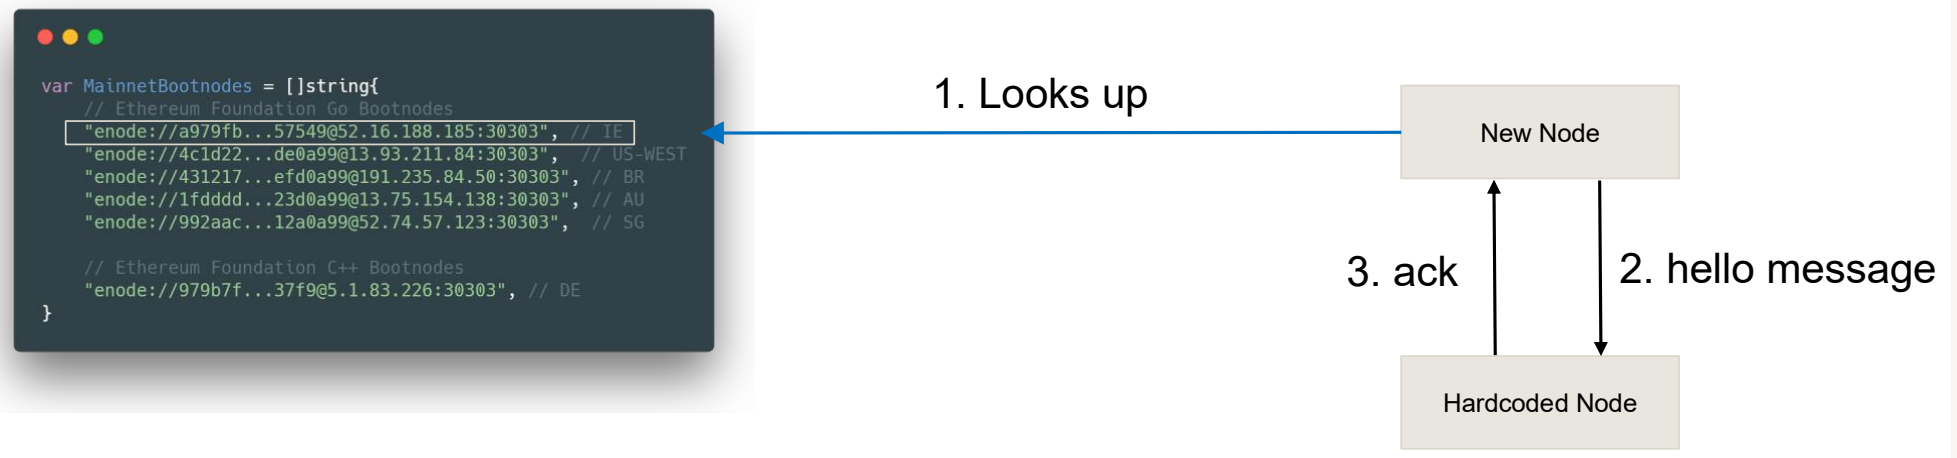 var MainnetBootnodes = []string{
// Ethereum Foundation Go Bootnodes
"enode://a979fb...57549@52.16.188.185:30303", // IE
"enode://4c1d22...de0a99@13.93.211.84:30303", // US-WEST
"enode://431217...efd0a99@191.235.84.50:30303", // BR
"enode://1fdddd...23d0a99@13.75.154.138:30303", // AU
"enode://992aac...12a0a99@52.74.57.123:30303", // SG
// Ethereum Foundation C++ Bootnodes
"enode://979b7f...37f9@5.1.83.226:30303", // DE
}
1. Looks up
New Node
3. ack
2. hello message
Hardcoded Node